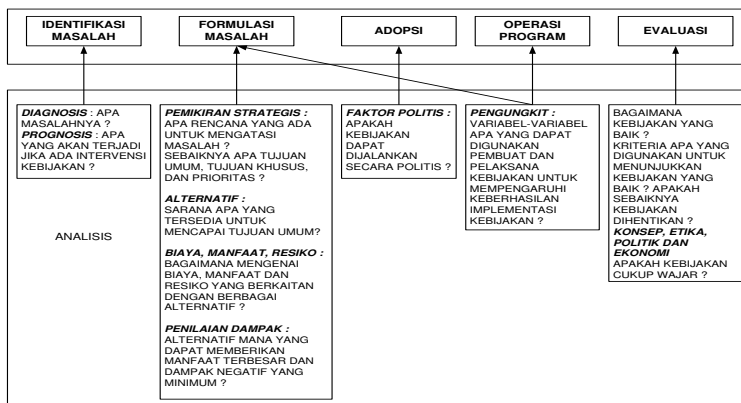 IDENTIFIKASI
MASALAH
FORMULASI
MASALAH
ADOPSI
OPERASI
PROGRAM
EVALUASI
DIAGNOSIS : APA
MASALAHNYA ?
PROGNOSIS : APA
YANG AKAN TERJADI
JIKA ADA INTERVENSI
KEBIJAKAN ?
ANALISIS
PEMIKIRAN STRATEGIS :
APA RENCANA YANG ADA
UNTUK MENGATASI
MASALAH ?
SEBAIKNYA APA TUJUAN
UMUM, TUJUAN KHUSUS,
DAN PRIORITAS ?
ALTERNATIF :
SARANA APA YANG
TERSEDIA UNTUK
MENCAPAI TUJUAN UMUM?
BIAYA, MANFAAT, RESIKO :
BAGAIMANA MENGENAI
BIAYA, MANFAAT DAN
RESIKO YANG BERKAITAN
DENGAN BERBAGAI
ALTERNATIF ?
PENILAIAN DAMPAK :
ALTERNATIF MANA YANG
DAPAT MEMBERIKAN
MANFAAT TERBESAR DAN
DAMPAK NEGATIF YANG
MINIMUM ?
FAKTOR POLITIS :
APAKAH
KEBIJAKAN
DAPAT
DIJALANKAN
SECARA POLITIS ?
PENGUNGKIT :
VARIABEL-VARIABEL
APA YANG DAPAT
DIGUNAKAN
PEMBUAT DAN
PELAKSANA
KEBIJAKAN UNTUK
MEMPENGARUHI
KEBERHASILAN
IMPLEMENTASI
KEBIJAKAN ?
BAGAIMANA
KEBIJAKAN YANG
BAIK ?
KRITERIA APA YANG
DIGUNAKAN UNTUK
MENUNJUKKAN
KEBIJAKAN YANG
BAIK ? APAKAH
SEBAIKNYA
KEBIJAKAN
DIHENTIKAN ?
KONSEP, ETIKA,
POLITIK DAN
EKONOMI
APAKAH KEBIJAKAN
CUKUP WAJAR ?